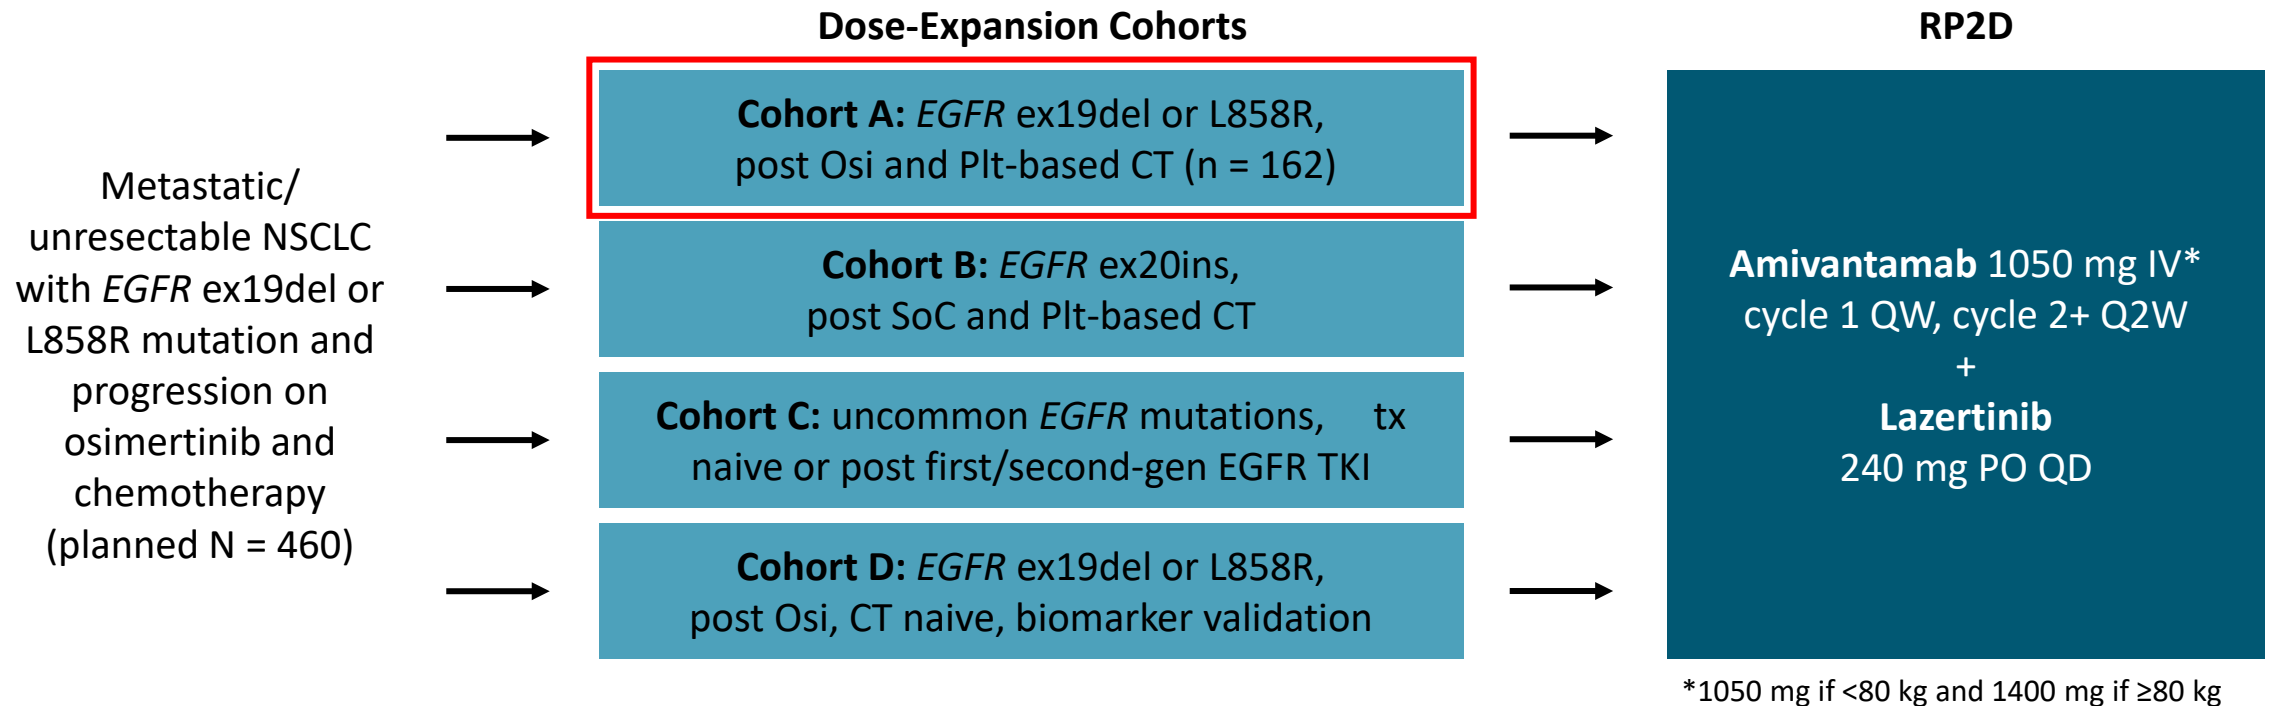 Dose-Expansion Cohorts
RP2D
Metastatic/
unresectable NSCLC
with EGFR ex19del or
L858R mutation and
progression on
osimertinib and
chemotherapy
(planned N = 460)
Cohort A: EGFR ex19del or L858R,
post Osi and Plt-based CT (n = 162)
Cohort B: EGFR ex20ins,
post SoC and Plt-based CT
Cohort C: uncommon EGFR mutations, tx
naive or post first/second-gen EGFR TKI
Cohort D: EGFR ex19del or L858R,
post Osi, CT naive, biomarker validation
Amivantamab 1050 mg IV*
cycle 1 QW, cycle 2+ Q2W
+
Lazertinib
240 mg PO QD
*1050 mg if <80 kg and 1400 mg if ≥80 kg